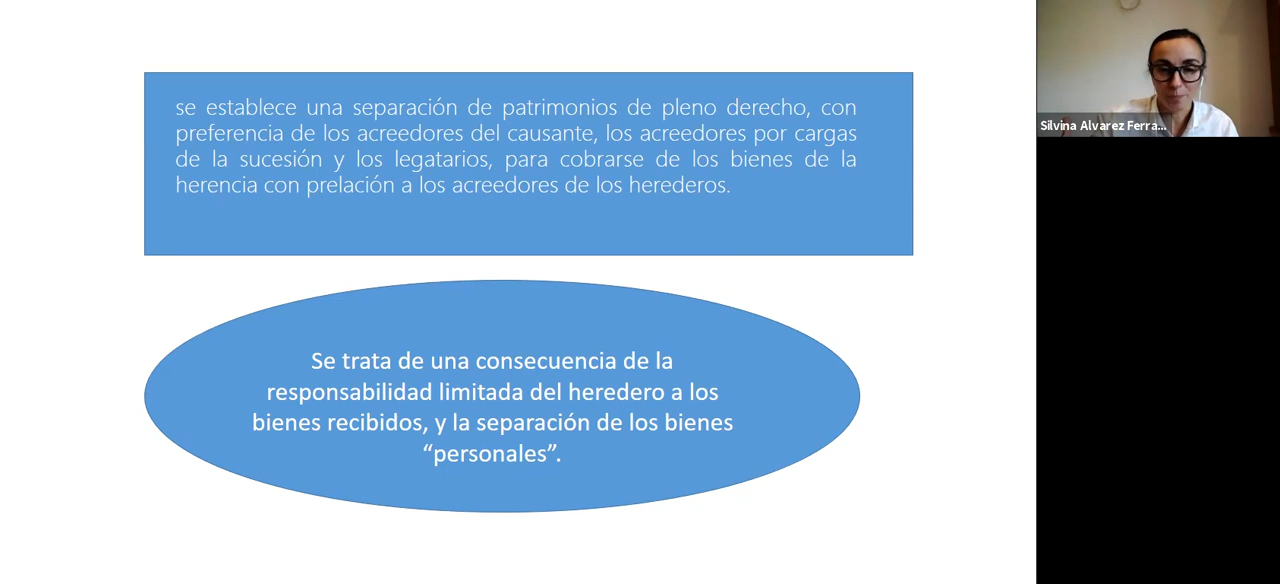 se establece una separación de patrimonios de pleno derecho, con
preferencia de los acreedores del causante, los acreedores por cargas
de la sucesión y los legatarios, para cobrarse de los bienes de la
herencia con prelación a los acreedores de los herederos.
Se trata de una consecuencia de la
responsabilidad limitada del heredero a los
bienes recibidos, y la separación de los bienes
“personales”.
Silvina Alvarez Ferra...